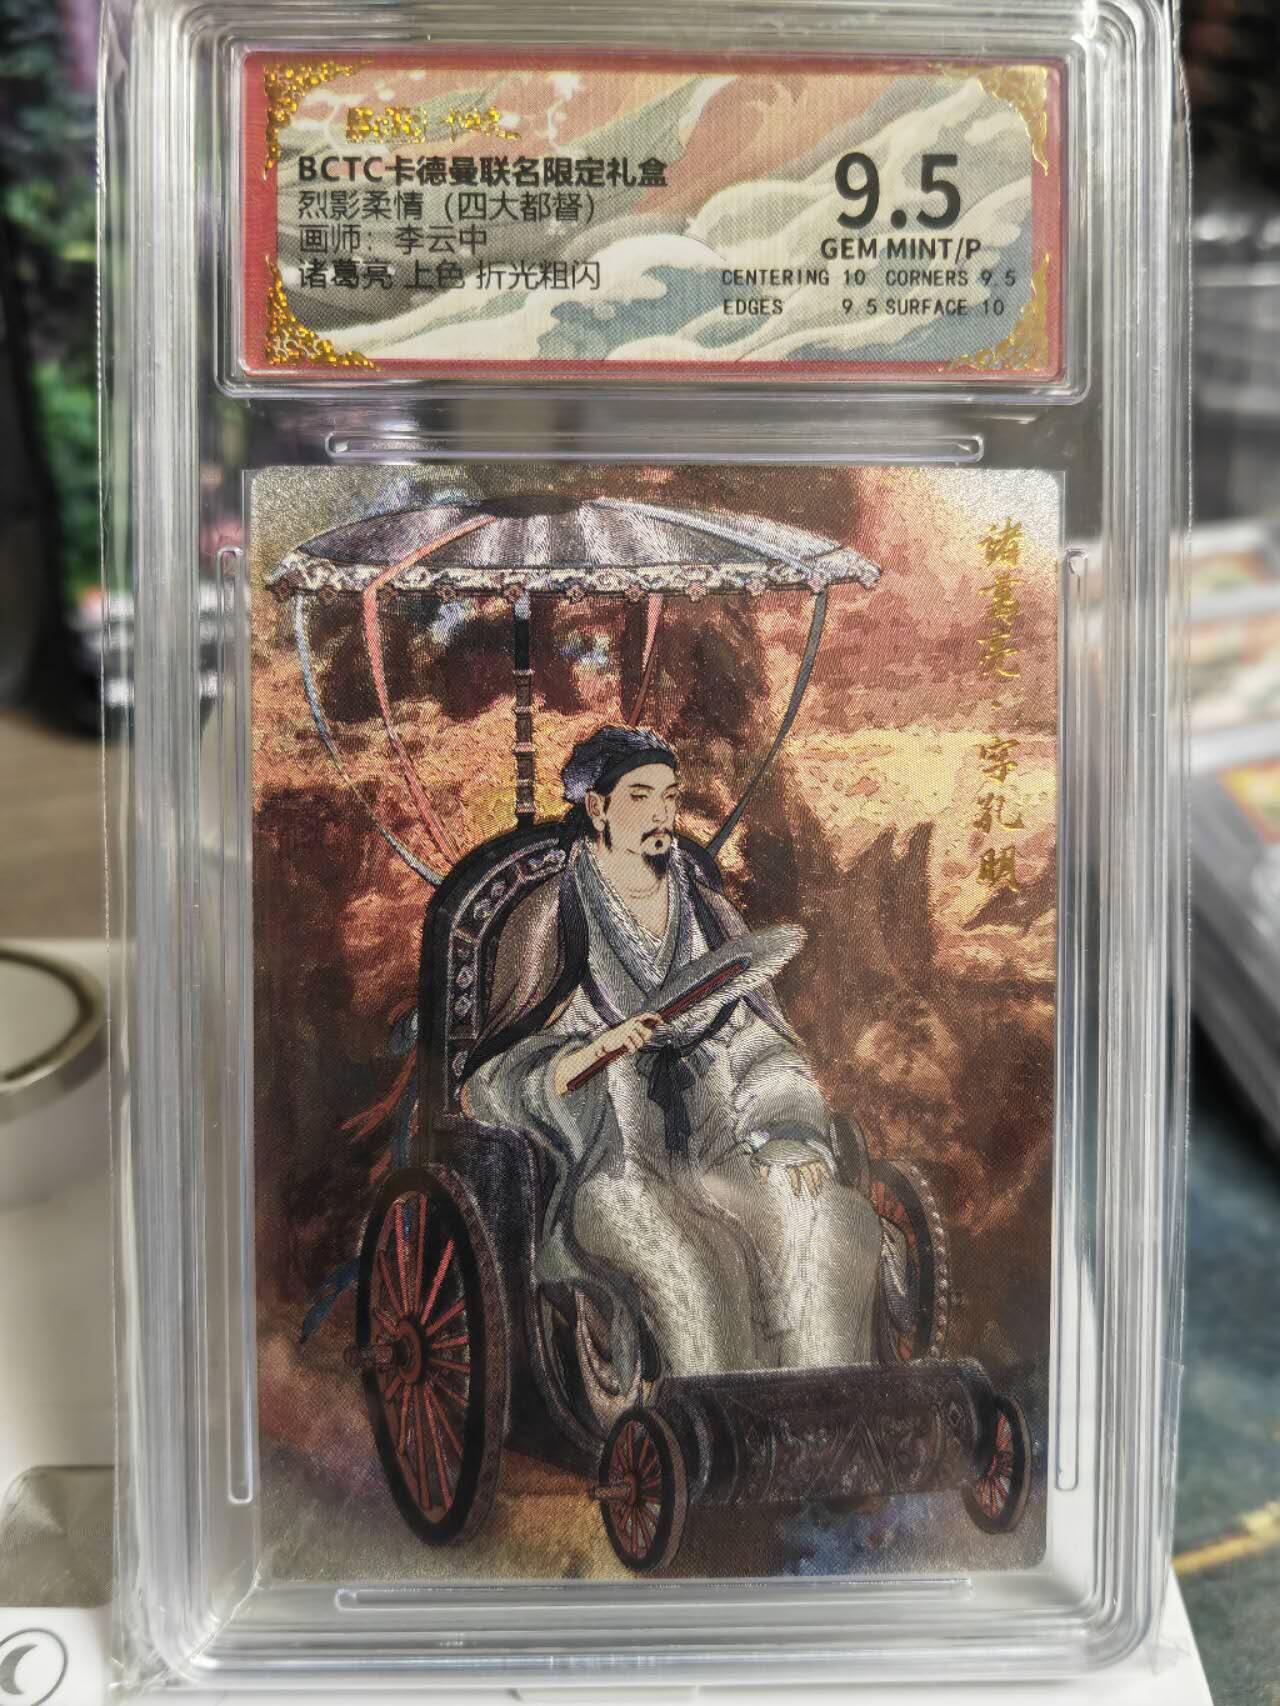 BCTC卡德曼联名限定礼盒
烈影柔情（四大都督）
画师：李云中
诸葛亮 上色 折光粗闪
9.5
GEM MINT/P
CENTERING 10 CORNERS 9.5
EDGES 9.5 SURFACE 10
诸葛亮、字孔明